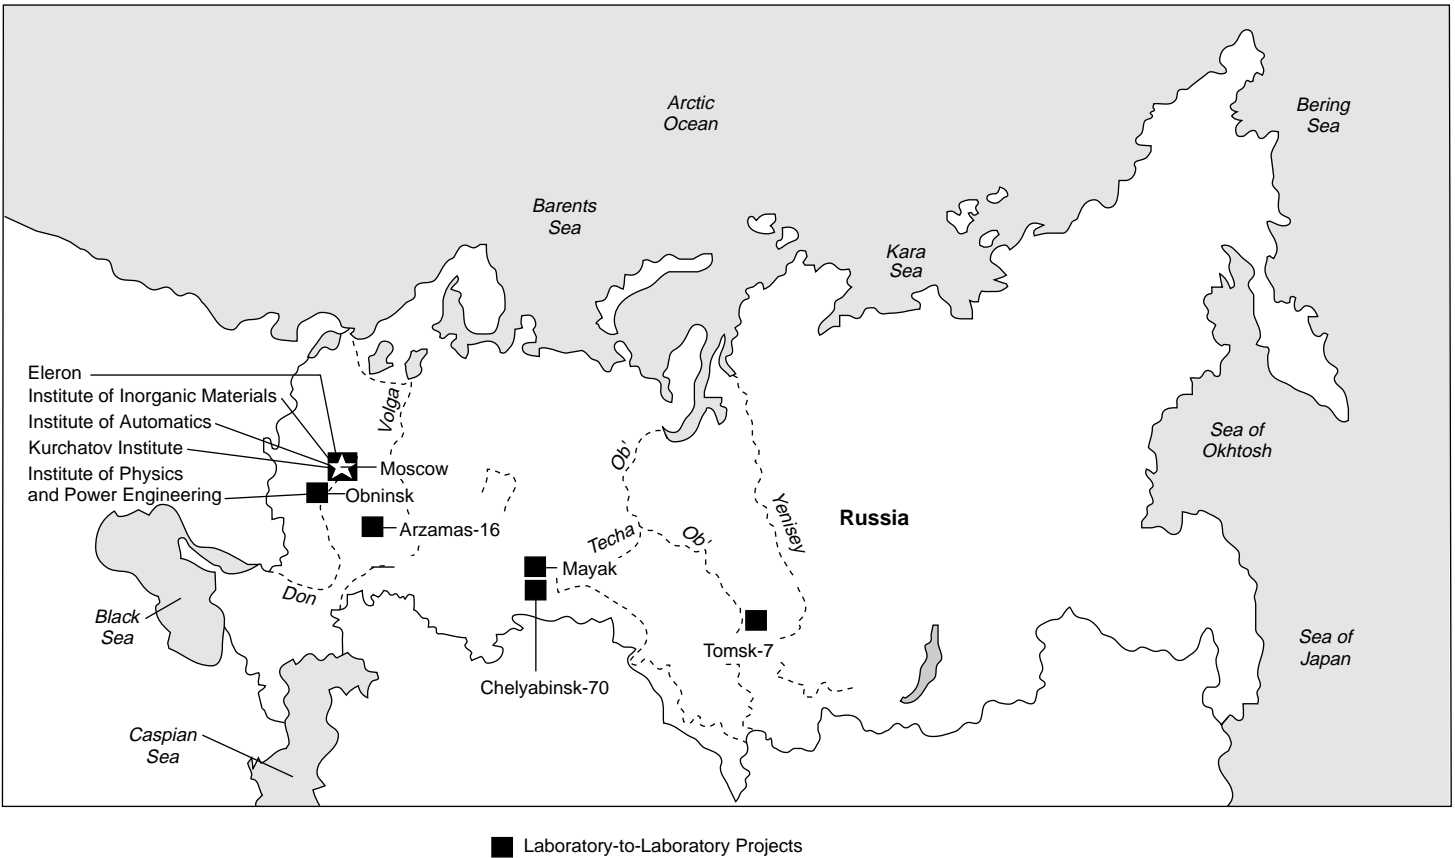 Arctic
Ocean
Bering
Sea
Barents
Sea
Kara
Sea
Eleron
Institute of Inorganic Materials
Institute of Automatics
Kurchatov Institute
Institute of Physics
and Power Engineering
Volga
Moscow
Obninsk
Arzamas-16
Ob'
Sea of
Okhtosh
Techa
Ob'
Yenisey
Russia
Mayak
Don
Black
Sea
Tomsk-7
Sea of
Japan
Chelyabinsk-70
Caspian
Sea
Laboratory-to-Laboratory Projects